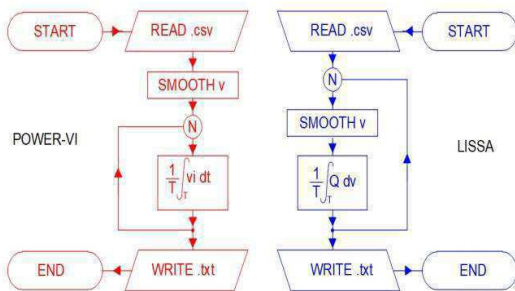 START
READ .csv
READ .csv
START
SMOOTH v
N
POWER-VI
N
SMOOTH v
LISSA
1/T ∫T vi dt
1/T ∫T Q dv
END
WRITE .txt
WRITE .txt
END